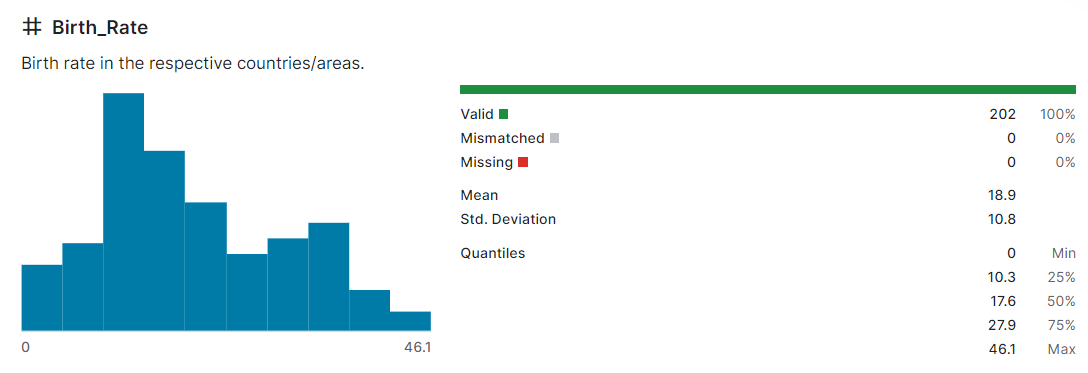 # Birth_Rate
Birth rate in the respective countries/areas.
Valid 202 100%
Mismatched 0 0%
Missing 0 0%
Mean 18.9
Std. Deviation 10.8
Quantiles 0 Min
10.3 25%
17.6 50%
27.9 75%
46.1 Max
0 46.1